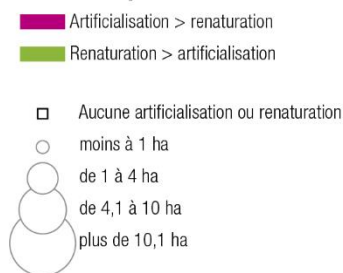 Artificialisation > renaturation
Renaturation > artificialisation
Aucune artificialisation ou renaturation
moins à 1 ha
de 1 à 4 ha
de 4,1 à 10 ha
plus de 10,1 ha